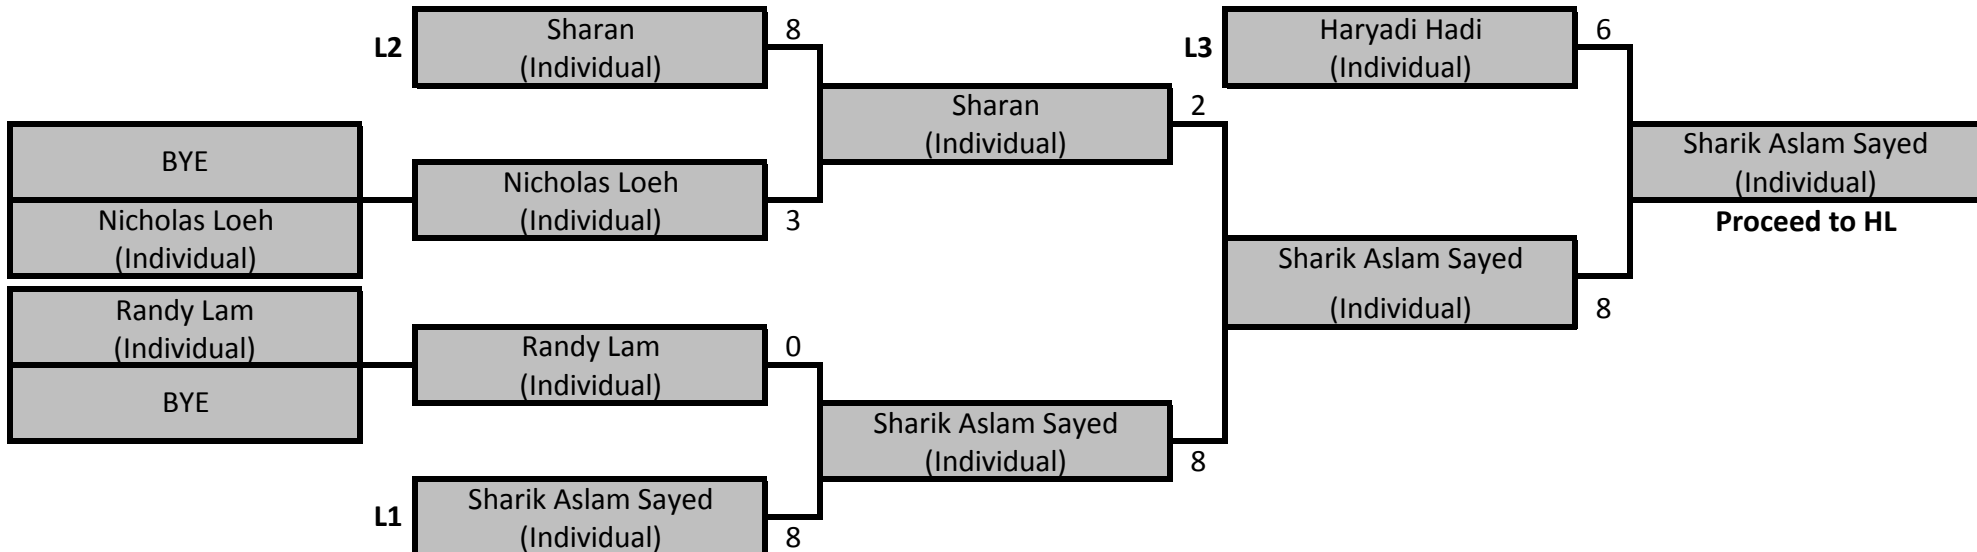 L2
Sharan
(Individual)
8
BYE
Nicholas Loeh
(Individual)
Nicholas Loeh
(Individual)
3
Randy Lam
(Individual)
BYE
Randy Lam
(Individual)
0
L1
Sharik Aslam Sayed
(Individual)
8
Sharan
(Individual)
2
Sharik Aslam Sayed
(Individual)
8
L3
Haryadi Hadi
(Individual)
6
Sharik Aslam Sayed
(Individual)
8
Sharik Aslam Sayed
(Individual)
Proceed to HL